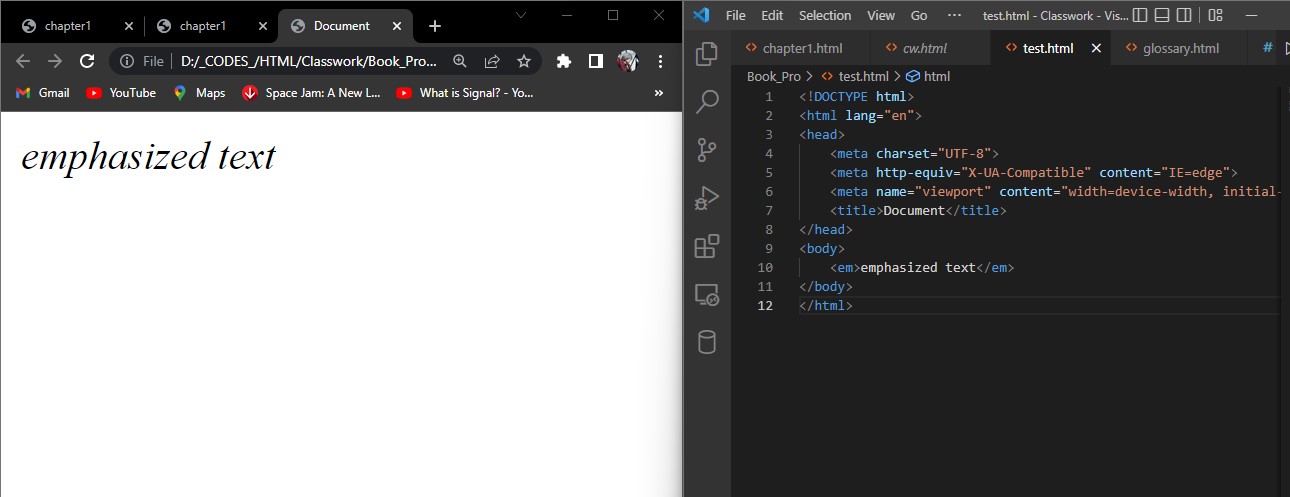 chapter1
chapter1
Document
File D:/_CODES_/HTML/Classwork/Book_Pro...
Gmail YouTube Maps Space Jam: A New L... What is Signal? - Yo... »
emphasized text
File Edit Selection View Go ··· test.html - Classwork - Vis...
chapter1.html cw.html test.html glossary.html #
Book_Pro > test.html > html
1 <!DOCTYPE html>
2 <html lang="en">
3 <head>
4 <meta charset="UTF-8">
5 <meta http-equiv="X-UA-Compatible" content="IE=edge">
6 <meta name="viewport" content="width=device-width, initial-
7 <title>Document</title>
8 </head>
9 <body>
10 <em>emphasized text</em>
11 </body>
12 </html>